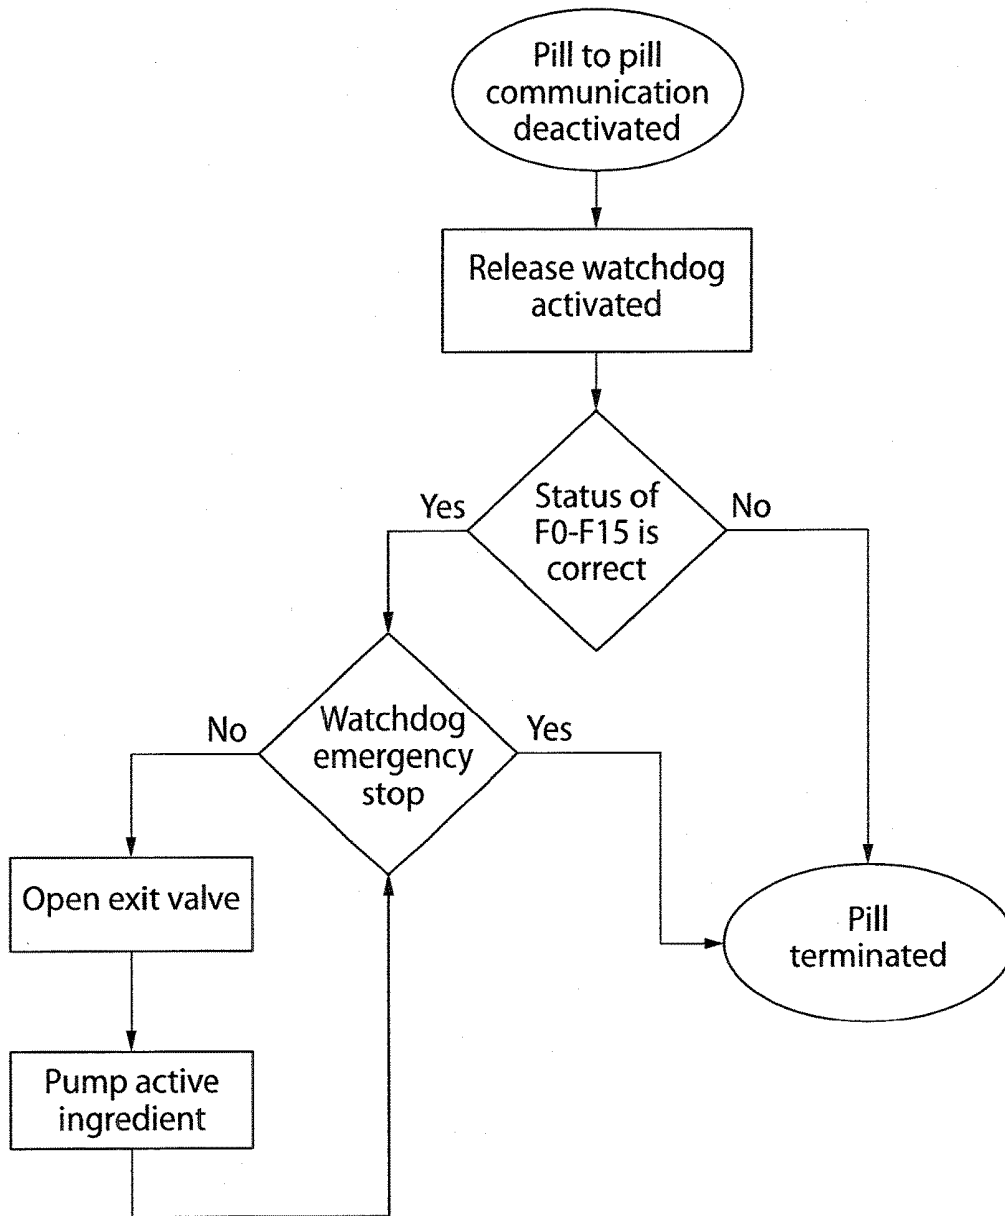 Pill to pill
communication
deactivated
Release watchdog
activated
Yes
Status of
F0-F15 is
correct
No
No
Watchdog
emergency
stop
Yes
Open exit valve
Pill
terminated
Pump active
ingredient